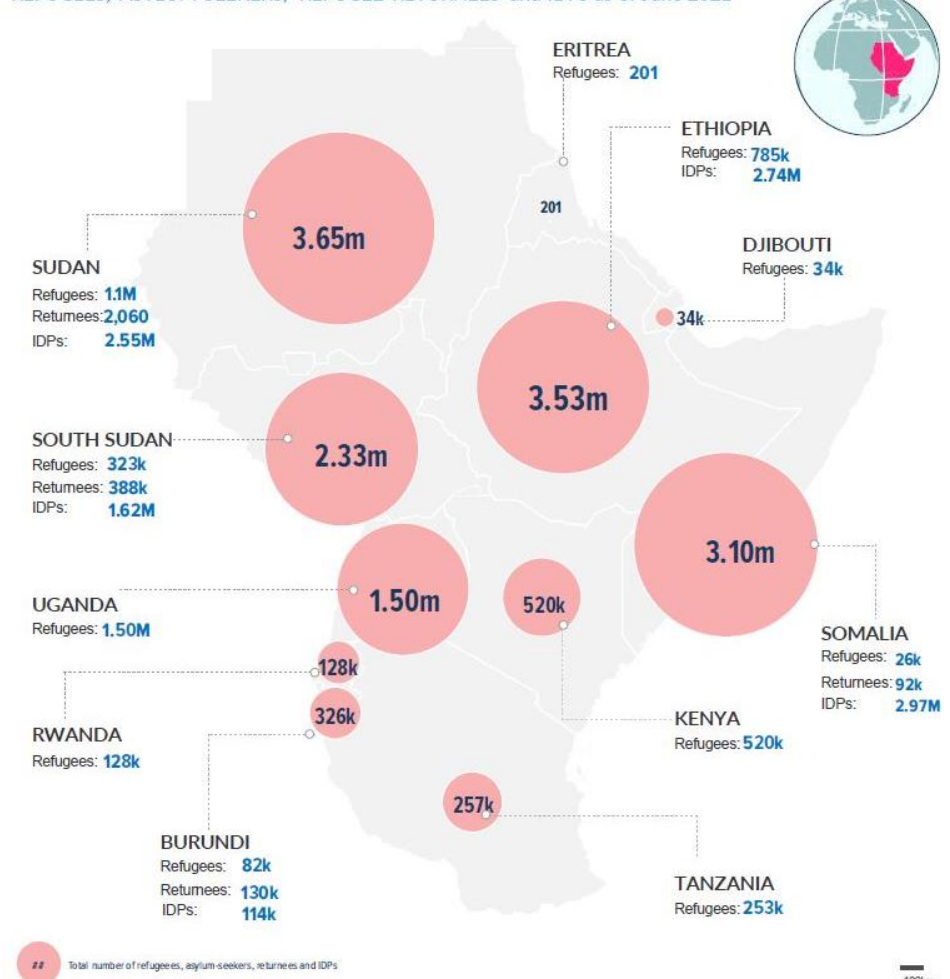 ERITREA
Refugees: 201
ETHIOPIA
Refugees: 785k
IDPs: 2.74M
201
DJIBOUTI
Refugees: 34k
3.65m
SUDAN
Refugees: 1.1M
Returnees: 2,060
IDPs: 2.55M
34k
3.53m
SOUTH SUDAN
Refugees: 323k
Returnees: 388k
IDPs: 1.62M
2.33m
3.10m
UGANDA
Refugees: 1.50M
1.50m
520k
SOMALIA
Refugees: 26k
Returnees: 92k
IDPs: 2.97M
128k
326k
RWANDA
Refugees: 128k
KENYA
Refugees: 520k
257k
BURUNDI
Refugees: 82k
Returnees: 130k
IDPs: 114k
TANZANIA
Refugees: 253k
## Total number of refugeees, asylum-seekers, returnees and IDPs